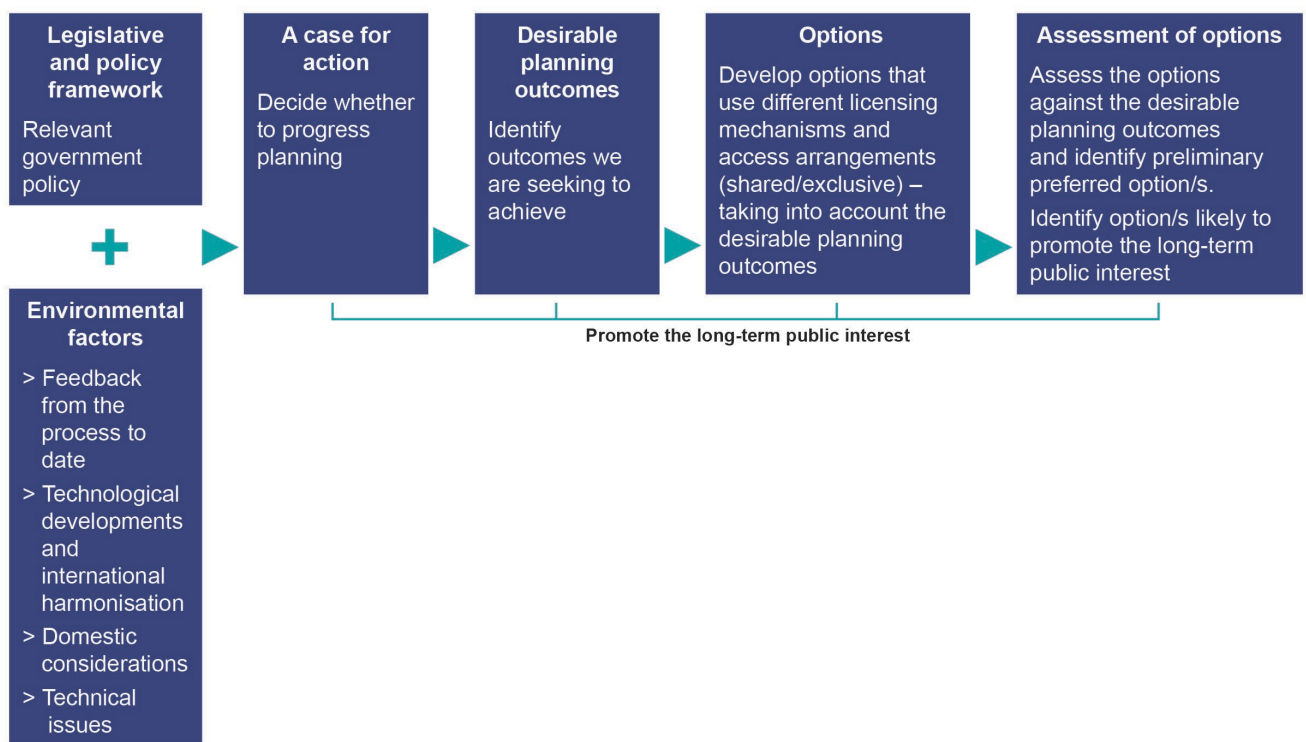 Legislative
and policy
framework
Relevant
government
policy
+
Environmental
factors
> Feedback
from the
process to
date
> Technological
developments
and
international
harmonisation
> Domestic
considerations
> Technical
issues
A case for
action
Decide whether
to progress
planning
Desirable
planning
outcomes
Identify
outcomes we
are seeking to
achieve
Options
Develop options that
use different licensing
mechanisms and
access arrangements
(shared/exclusive) –
taking into account the
desirable planning
outcomes
Assessment of options
Assess the options
against the desirable
planning outcomes
and identify preliminary
preferred option/s.
Identify option/s likely to
promote the long-term
public interest
Promote the long-term public interest